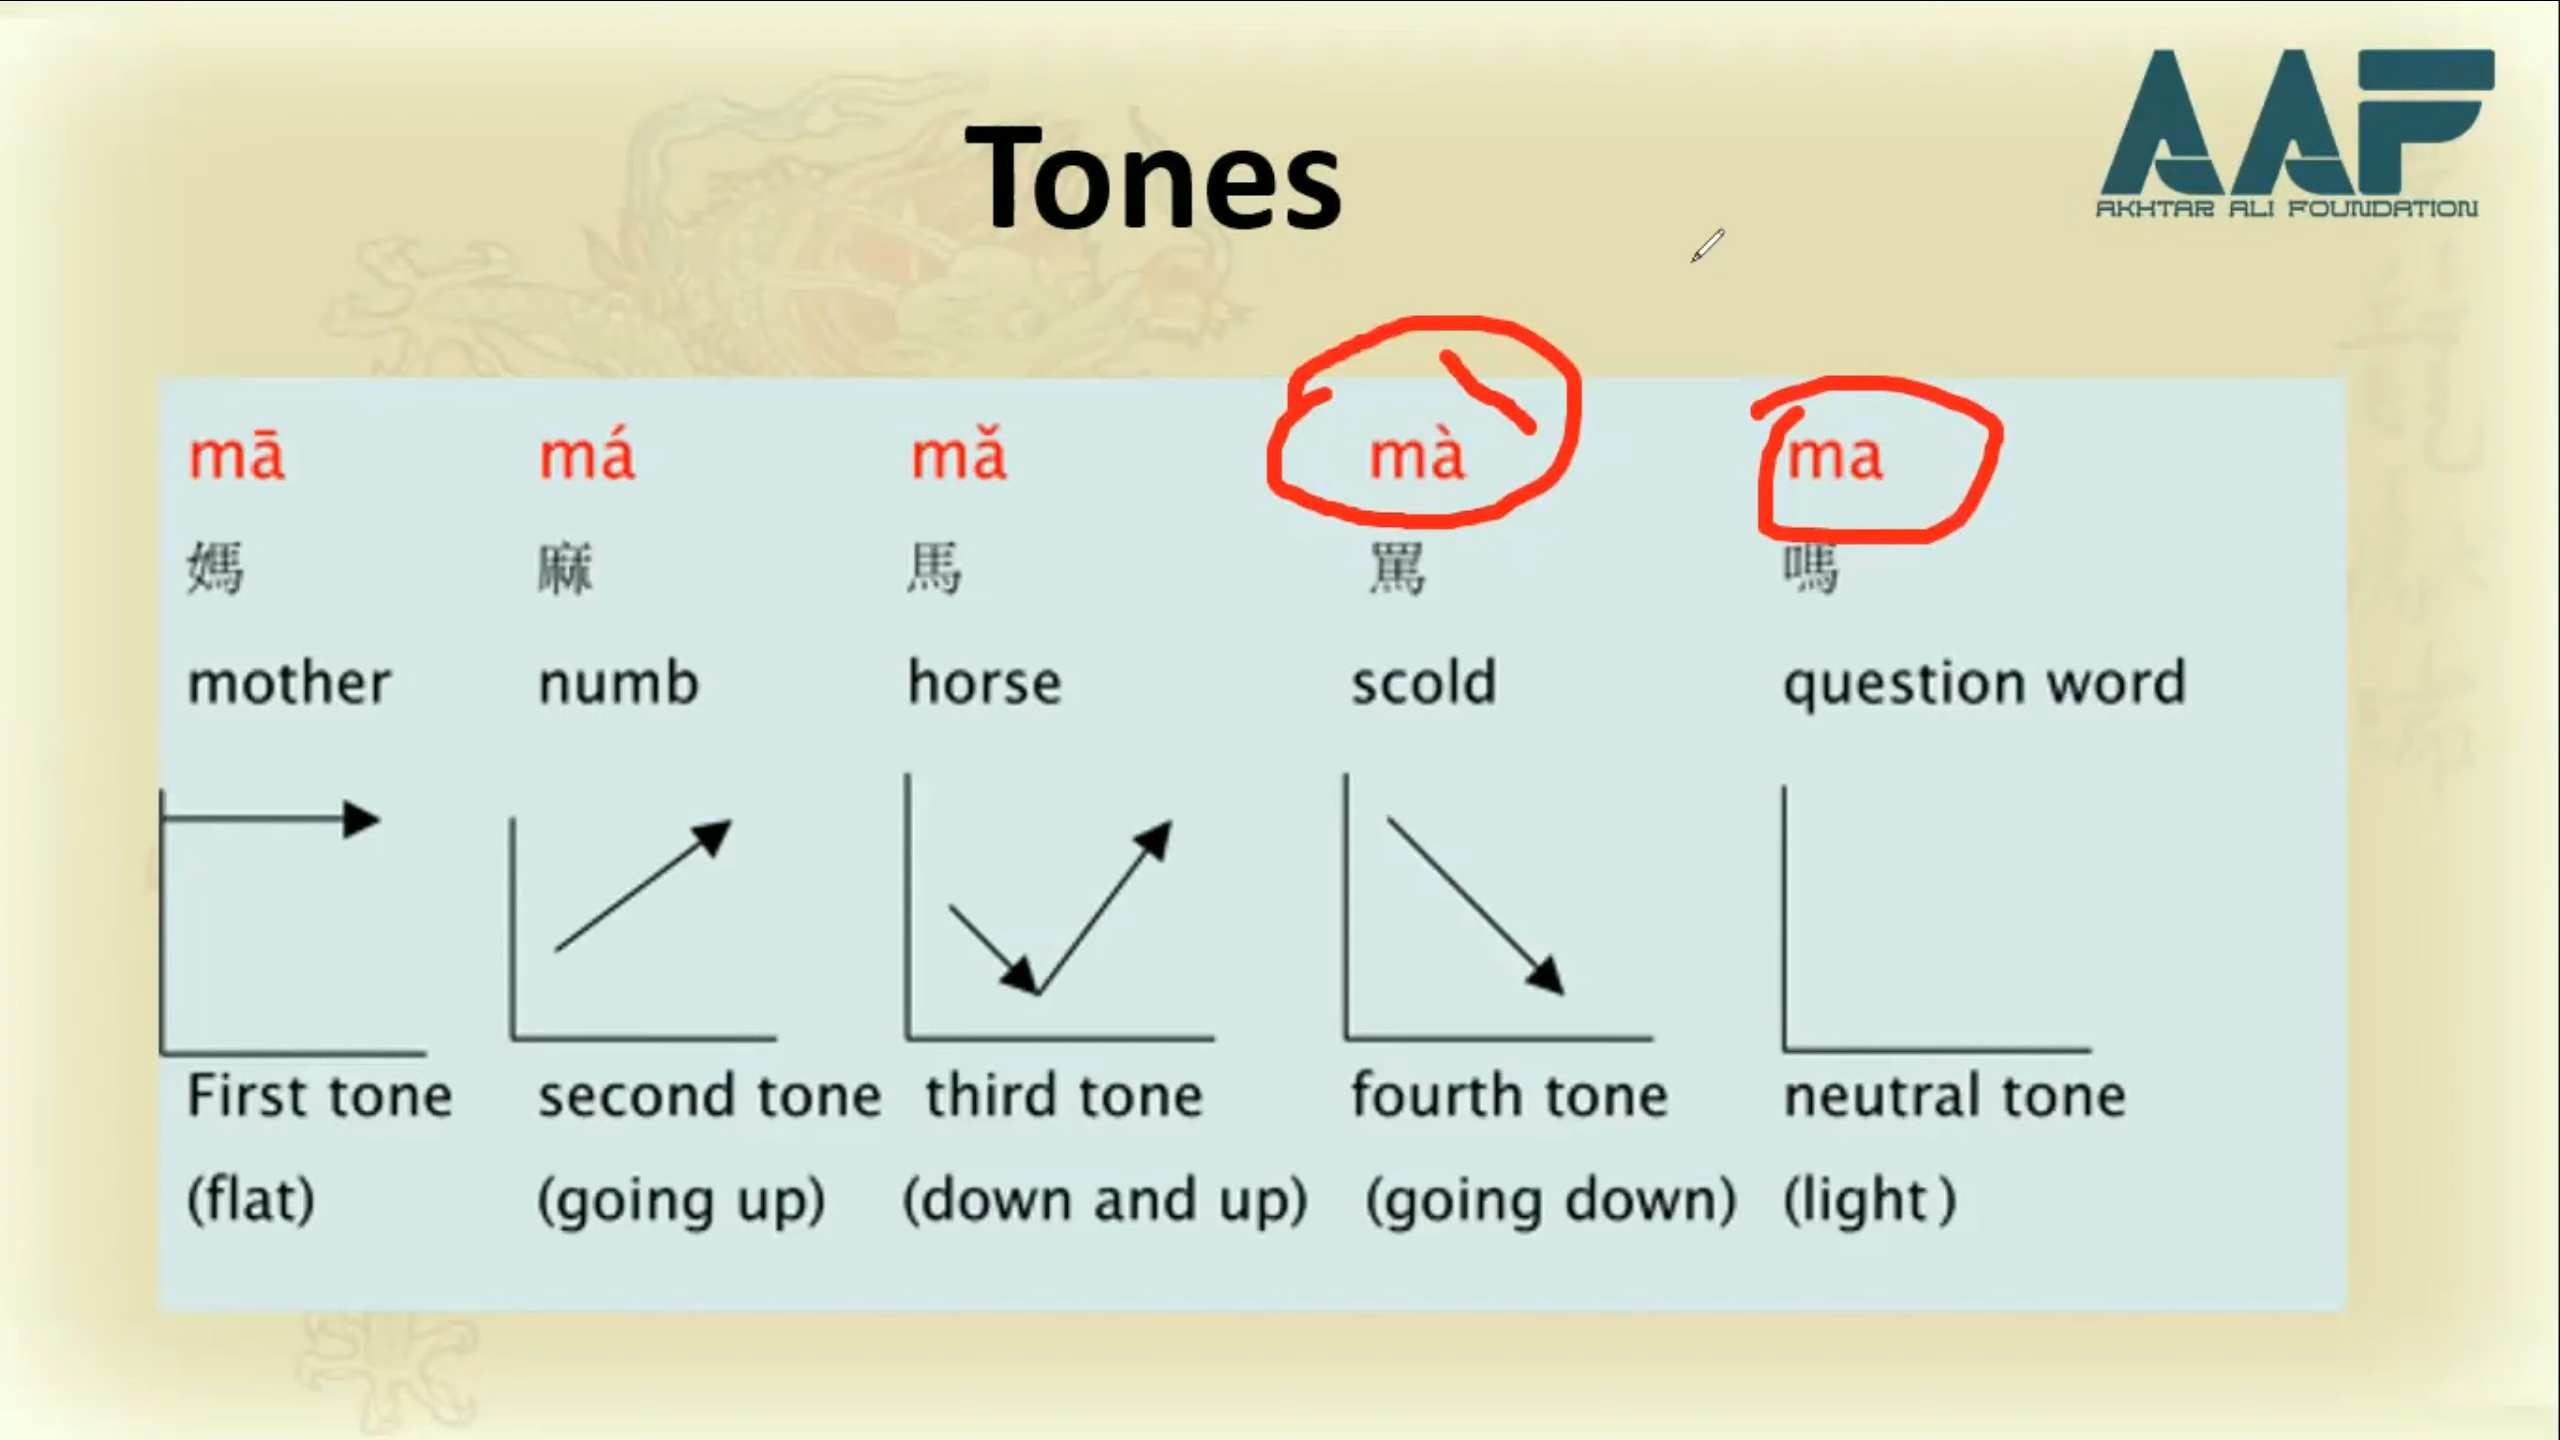 Tones
AAF
AKHTAR ALI FOUNDATION
mā má mǎ mà ma
媽 麻 馬 罵 嗎
mother numb horse scold question word
First tone second tone third tone fourth tone neutral tone
(flat) (going up) (down and up) (going down) (light )